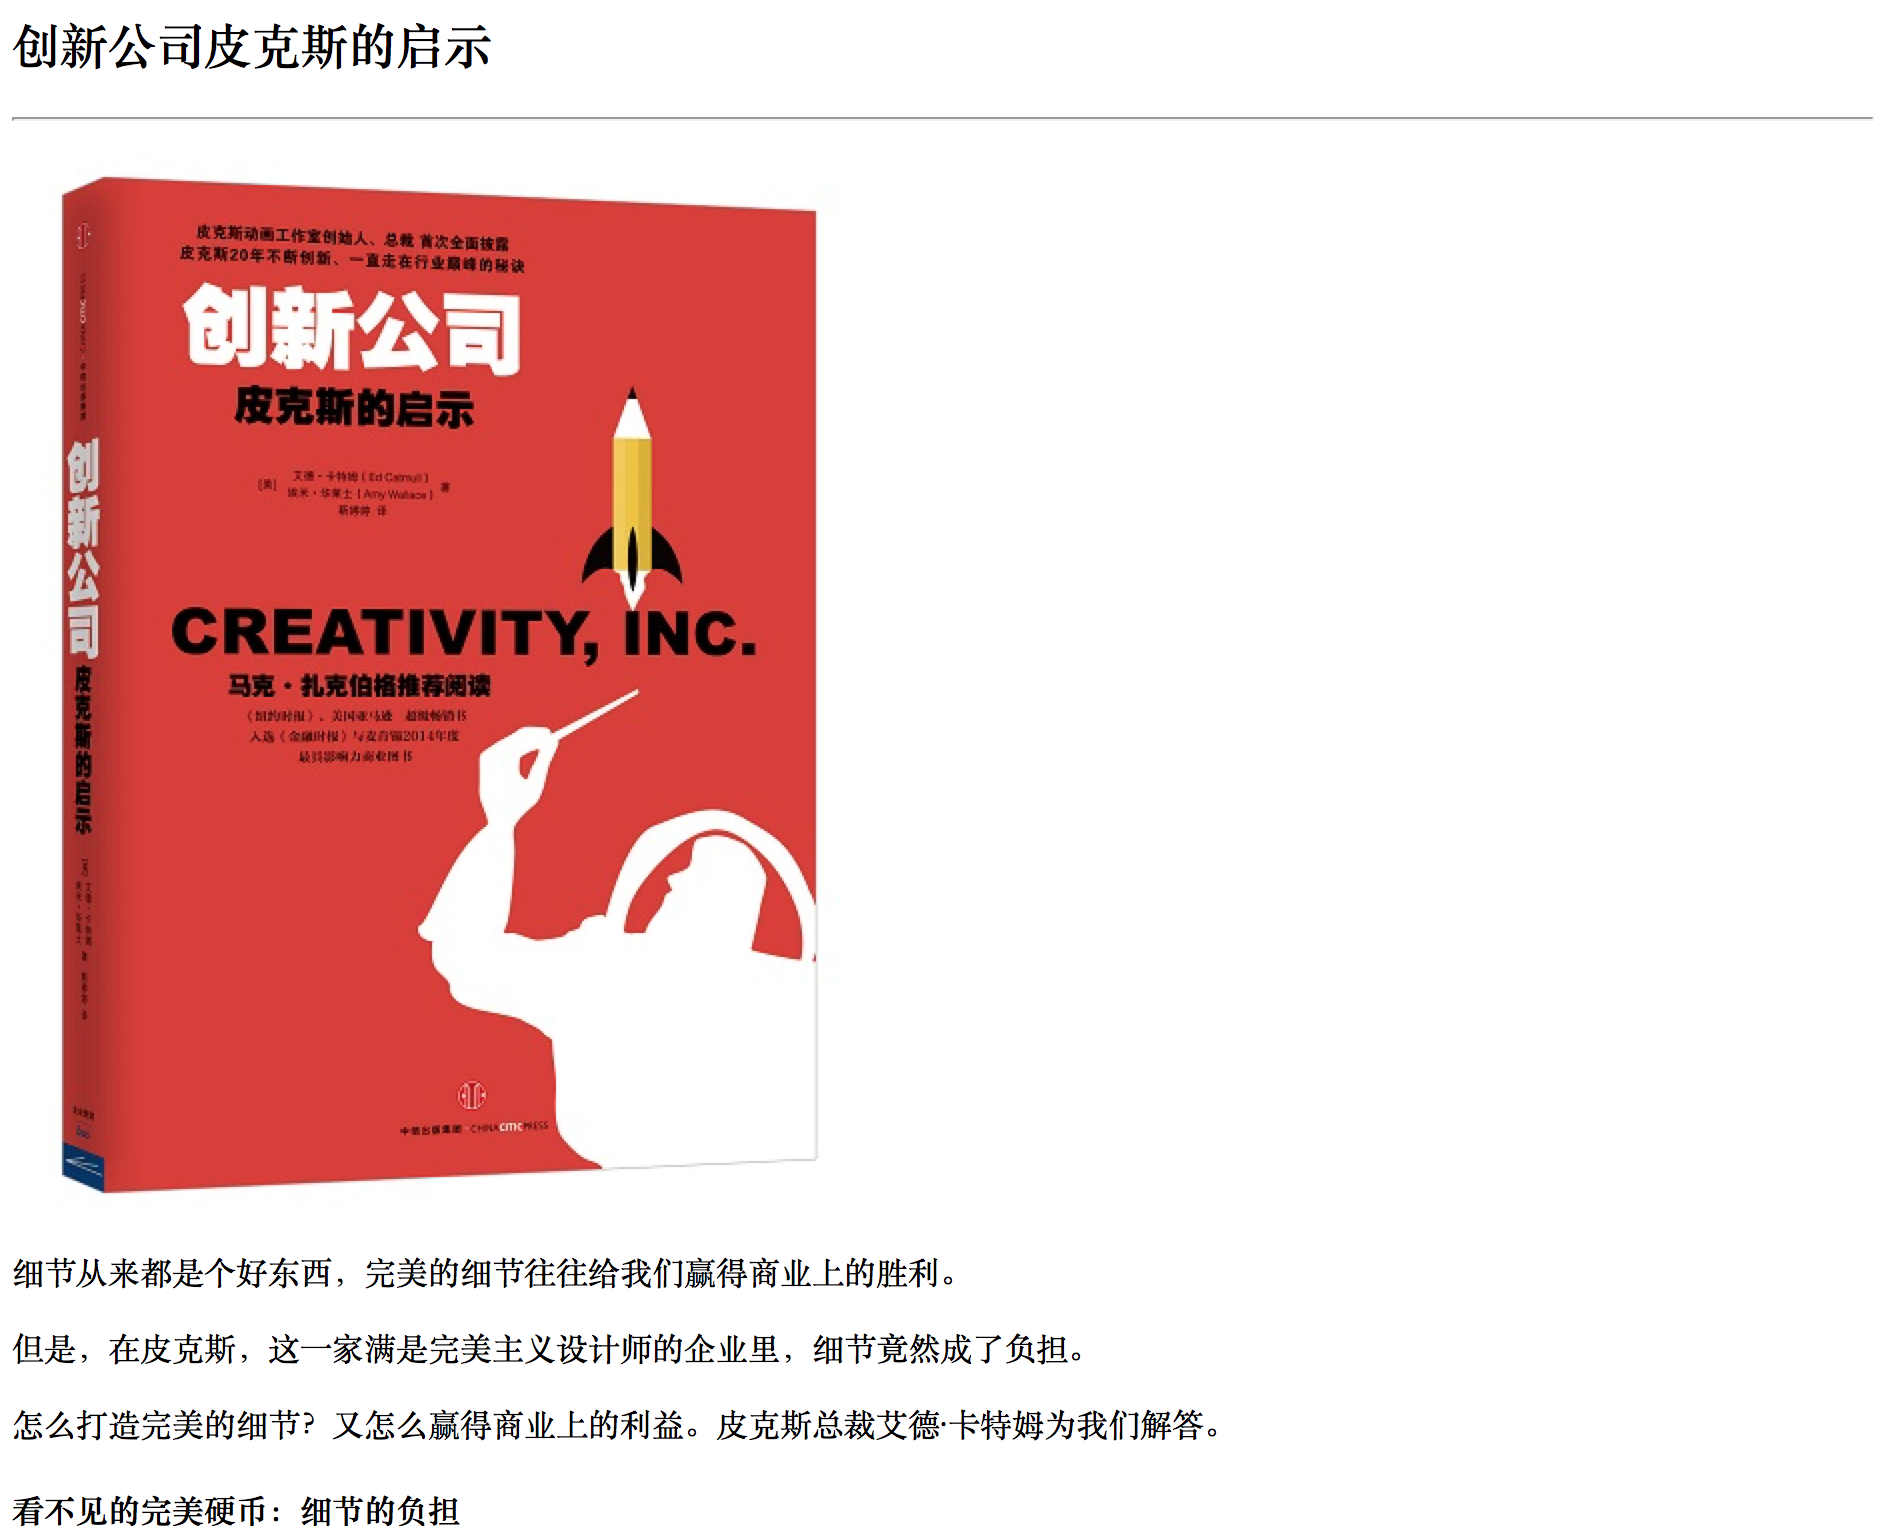 创新公司皮克斯的启示
皮克斯动画工作室创始人、总裁 首次全面披露
皮克斯20年不断创新、一直走在行业巅峰的秘诀
创新公司
皮克斯的启示
[美] 艾德·卡特姆（Ed Catmull）
埃米·华莱士（Amy Wallace） 著
靳婷婷 译
CREATIVITY, INC.
马克·扎克伯格推荐阅读
《纽约时报》、美国亚马逊 超级畅销书
入选《金融时报》与麦肯锡2014年度
最具影响力商业图书
中信出版集团·CHINA CITIC PRESS
创新公司
皮克斯的启示
细节从来都是个好东西，完美的细节往往给我们赢得商业上的胜利。
但是，在皮克斯，这一家满是完美主义设计师的企业里，细节竟然成了负担。
怎么打造完美的细节？又怎么赢得商业上的利益。皮克斯总裁艾德·卡特姆为我们解答。
看不见的完美硬币：细节的负担